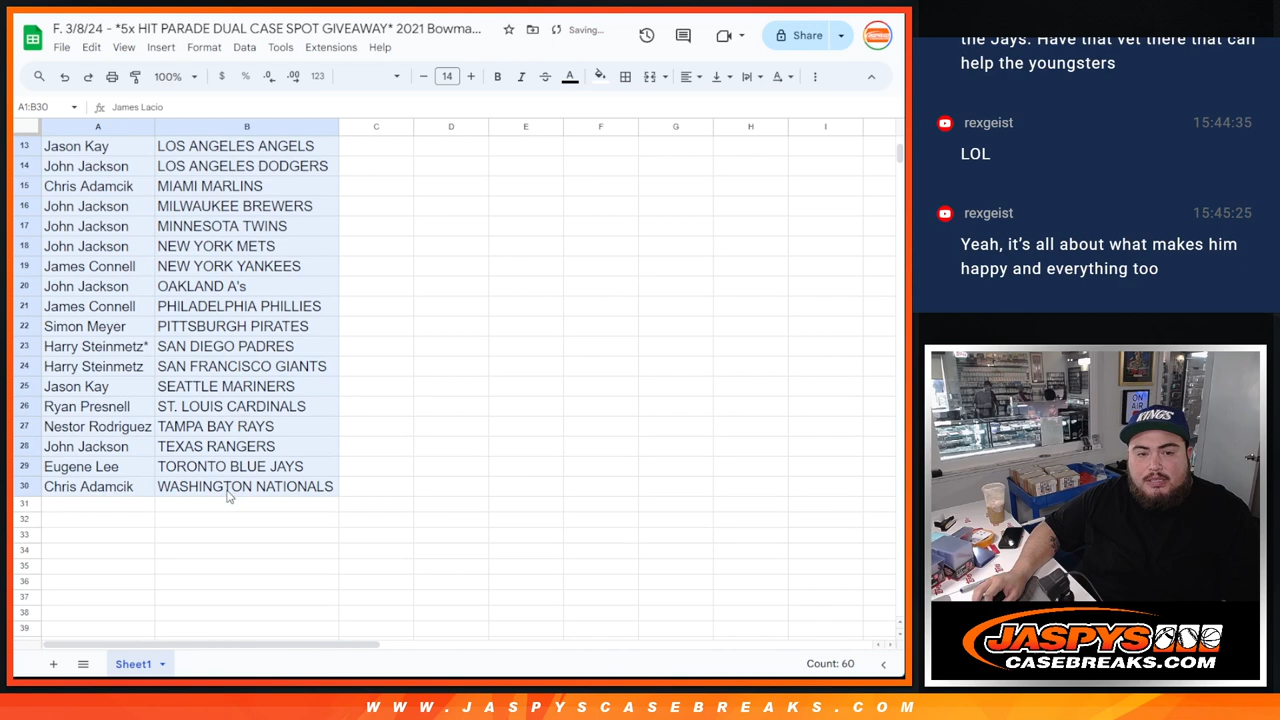 F. 3/8/24 - *5x HIT PARADE DUAL CASE SPOT GIVEAWAY* 2021 Bowma...
Saving...
Share
File Edit View Insert Format Data Tools Extensions Help
100% $ % .0 .00 123 14 B I A
A1:B30 fx James Lacio
A B C D E F G H I
13 Jason Kay LOS ANGELES ANGELS
14 John Jackson LOS ANGELES DODGERS
15 Chris Adamcik MIAMI MARLINS
16 John Jackson MILWAUKEE BREWERS
17 John Jackson MINNESOTA TWINS
18 John Jackson NEW YORK METS
19 James Connell NEW YORK YANKEES
20 John Jackson OAKLAND A's
21 James Connell PHILADELPHIA PHILLIES
22 Simon Meyer PITTSBURGH PIRATES
23 Harry Steinmetz* SAN DIEGO PADRES
24 Harry Steinmetz SAN FRANCISCO GIANTS
25 Jason Kay SEATTLE MARINERS
26 Ryan Presnell ST. LOUIS CARDINALS
27 Nestor Rodriguez TAMPA BAY RAYS
28 John Jackson TEXAS RANGERS
29 Eugene Lee TORONTO BLUE JAYS
30 Chris Adamcik WASHINGTON NATIONALS
31
32
33
34
35
36
37
38
39
Sheet1
Count: 60
the Jays. Have that vet there that can
help the youngsters
rexgeist 15:44:35
LOL
rexgeist 15:45:25
Yeah, it's all about what makes him
happy and everything too
ON AIR
KINGS
JASPYS
CASEBREAKS.COM
WWW.JASPYSCASEBREAKS.COM